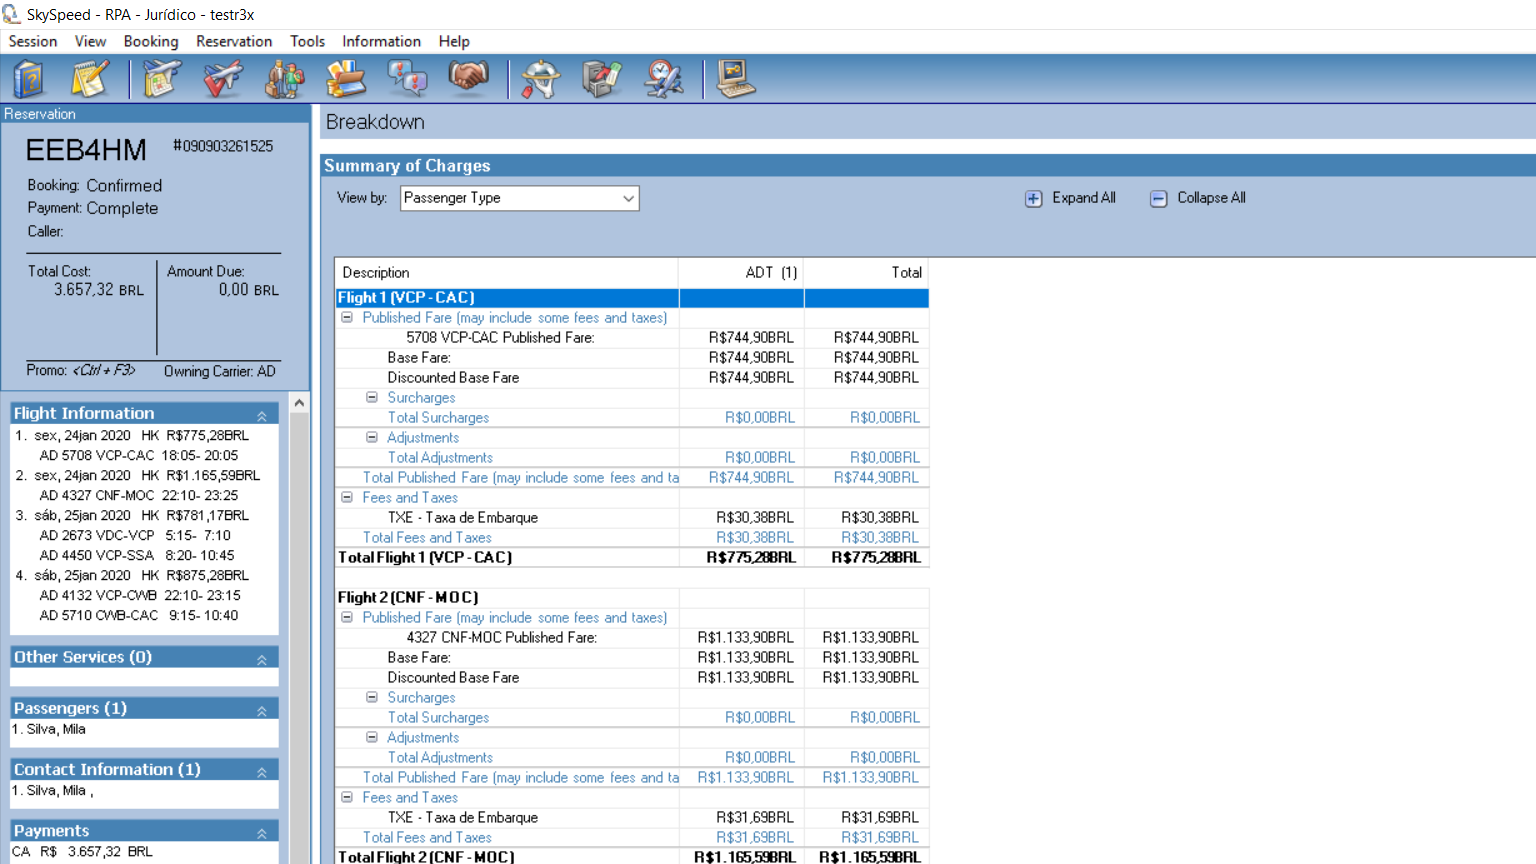 SkySpeed - RPA - Jurídico - testr3x
Session View Booking Reservation Tools Information Help
Reservation
EEB4HM #090903261525
Booking: Confirmed
Payment: Complete
Caller:
Total Cost: Amount Due:
3.657,32 BRL 0,00 BRL
Promo: <Ctrl + F3> Owning Carrier: AD
Flight Information
1. sex, 24jan 2020 HK R$775,28BRL
AD 5708 VCP-CAC 18:05- 20:05
2. sex, 24jan 2020 HK R$1.165,59BRL
AD 4327 CNF-MOC 22:10- 23:25
3. sáb, 25jan 2020 HK R$781,17BRL
AD 2673 VDC-VCP 5:15- 7:10
AD 4450 VCP-SSA 8:20- 10:45
4. sáb, 25jan 2020 HK R$875,28BRL
AD 4132 VCP-CWB 22:10- 23:15
AD 5710 CWB-CAC 9:15- 10:40
Other Services (0)
Passengers (1)
1. Silva, Mila
Contact Information (1)
1. Silva, Mila ,
Payments
CA R$ 3.657,32 BRL
Breakdown
Summary of Charges
View by: Passenger Type Expand All Collapse All
Description ADT (1) Total
Flight 1 (VCP - CAC)
Published Fare (may include some fees and taxes)
5708 VCP-CAC Published Fare: R$744,90BRL R$744,90BRL
Base Fare: R$744,90BRL R$744,90BRL
Discounted Base Fare R$744,90BRL R$744,90BRL
Surcharges
Total Surcharges R$0,00BRL R$0,00BRL
Adjustments
Total Adjustments R$0,00BRL R$0,00BRL
Total Published Fare (may include some fees and ta R$744,90BRL R$744,90BRL
Fees and Taxes
TXE - Taxa de Embarque R$30,38BRL R$30,38BRL
Total Fees and Taxes R$30,38BRL R$30,38BRL
Total Flight 1 (VCP - CAC) R$775,28BRL R$775,28BRL
Flight 2 (CNF - MOC)
Published Fare (may include some fees and taxes)
4327 CNF-MOC Published Fare: R$1.133,90BRL R$1.133,90BRL
Base Fare: R$1.133,90BRL R$1.133,90BRL
Discounted Base Fare R$1.133,90BRL R$1.133,90BRL
Surcharges
Total Surcharges R$0,00BRL R$0,00BRL
Adjustments
Total Adjustments R$0,00BRL R$0,00BRL
Total Published Fare (may include some fees and ta R$1.133,90BRL R$1.133,90BRL
Fees and Taxes
TXE - Taxa de Embarque R$31,69BRL R$31,69BRL
Total Fees and Taxes R$31,69BRL R$31,69BRL
Total Flight 2 (CNF - MOC) R$1.165,59BRL R$1.165,59BRL